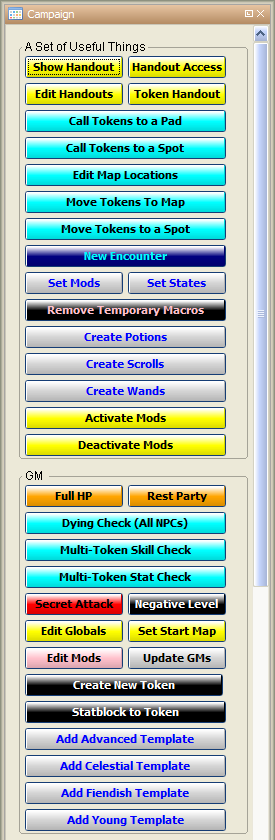 Campaign
A Set of Useful Things
Show Handout Handout Access
Edit Handouts Token Handout
Call Tokens to a Pad
Call Tokens to a Spot
Edit Map Locations
Move Tokens To Map
Move Tokens to a Spot
New Encounter
Set Mods Set States
Remove Temporary Macros
Create Potions
Create Scrolls
Create Wands
Activate Mods
Deactivate Mods
GM
Full HP Rest Party
Dying Check (All NPCs)
Multi-Token Skill Check
Multi-Token Stat Check
Secret Attack Negative Level
Edit Globals Set Start Map
Edit Mods Update GMs
Create New Token
Statblock to Token
Add Advanced Template
Add Celestial Template
Add Fiendish Template
Add Young Template